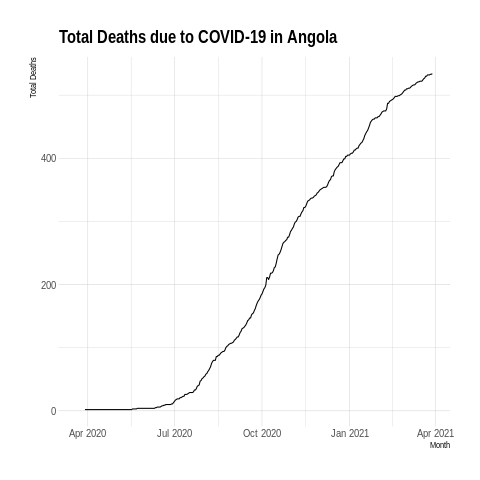 Total Deaths due to COVID-19 in Angola
Total Deaths
400
200
0
Apr 2020 Jul 2020 Oct 2020 Jan 2021 Apr 2021
Month